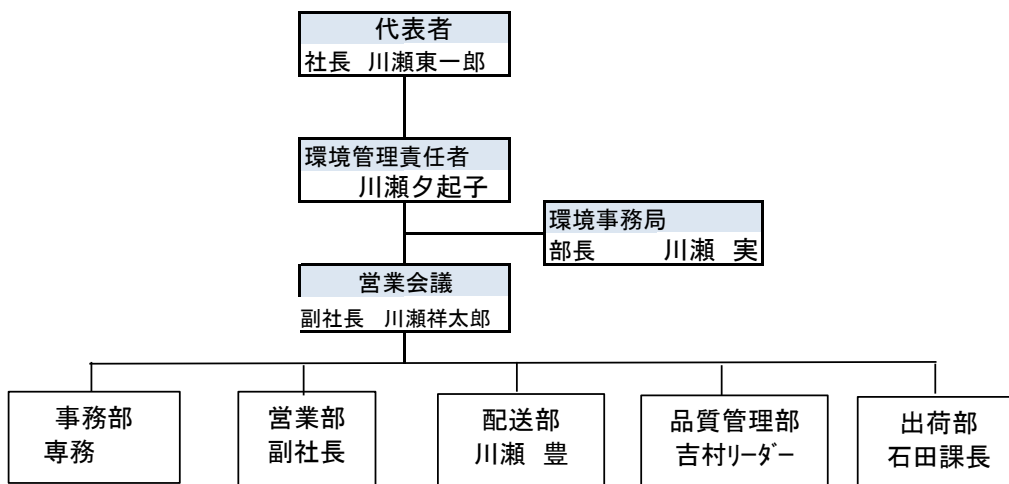 代表者
社長 川瀬東一郎
環境管理責任者
川瀬夕起子
環境事務局
部長 川瀬 実
営業会議
副社長 川瀬祥太郎
事務部
専務
営業部
副社長
配送部
川瀬 豊
品質管理部
吉村ﾘｰﾀﾞｰ
出荷部
石田課長